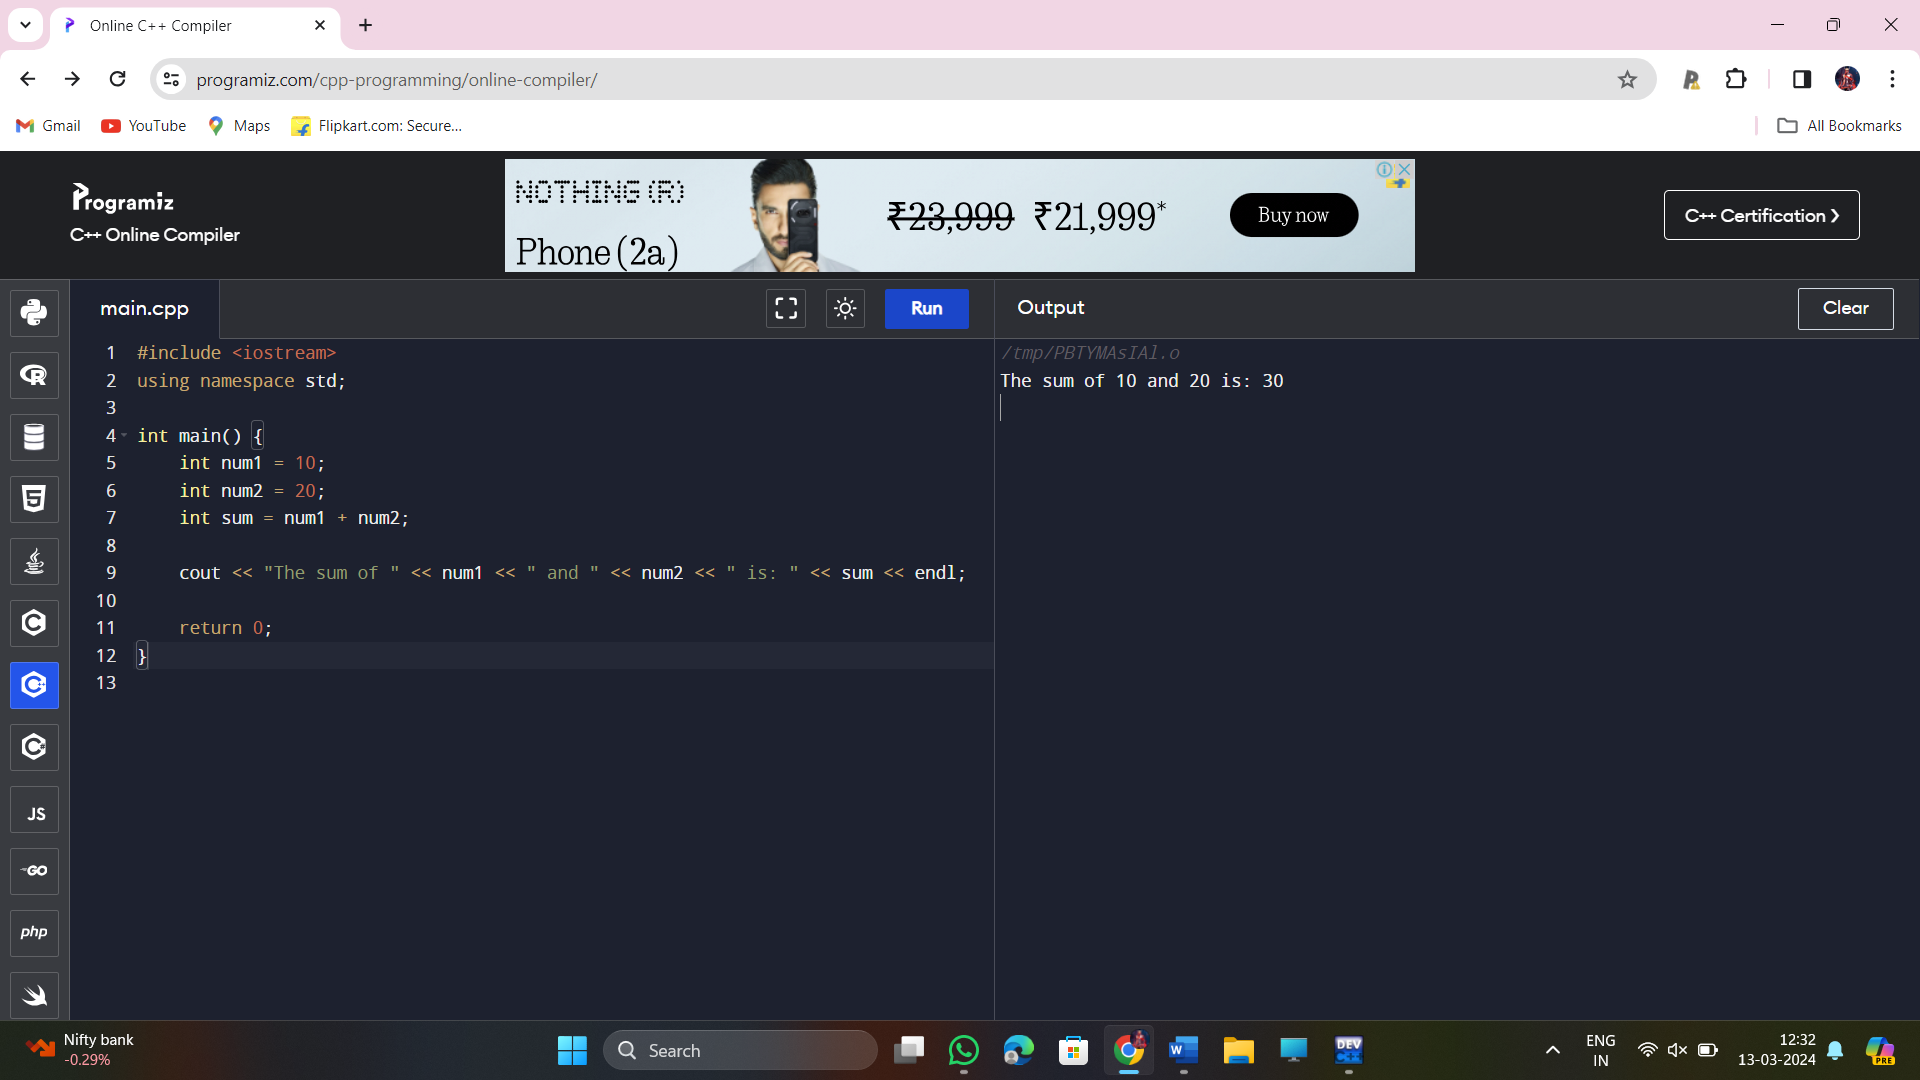 Online C++ Compiler
programiz.com/cpp-programming/online-compiler/
Gmail
YouTube
Maps
Flipkart.com: Secure...
All Bookmarks
Programiz
C++ Online Compiler
NOTHING (R)
Phone (2a)
₹23,999 ₹21,999*
Buy now
C++ Certification ❯
main.cpp
Run
Output
Clear
1 #include <iostream>
2 using namespace std;
3
4 int main() {
5 int num1 = 10;
6 int num2 = 20;
7 int sum = num1 + num2;
8
9 cout << "The sum of " << num1 << " and " << num2 << " is: " << sum << endl;
10
11 return 0;
12 }
13
/tmp/PBTYMAsIAl.o
The sum of 10 and 20 is: 30
JS
GO
php
Nifty bank
-0.29%
Search
W
DEV
C++
ENG
IN
12:32
13-03-2024
PRE